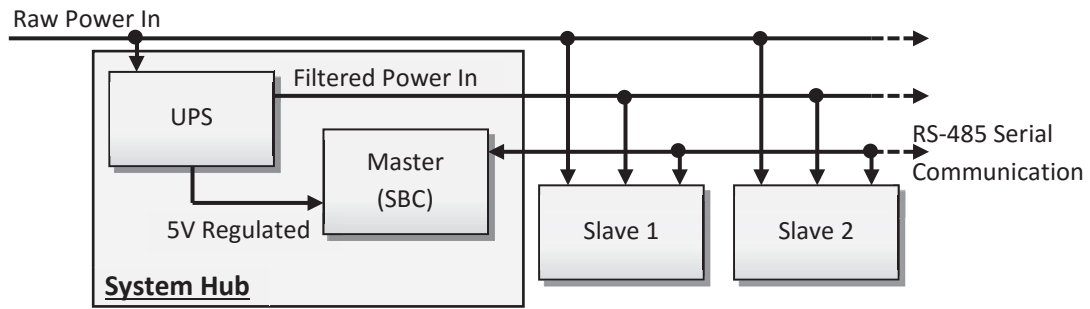 Raw Power In
Filtered Power In
UPS
RS-485 Serial
Communication
Master
(SBC)
5V Regulated
Slave 1
Slave 2
System Hub